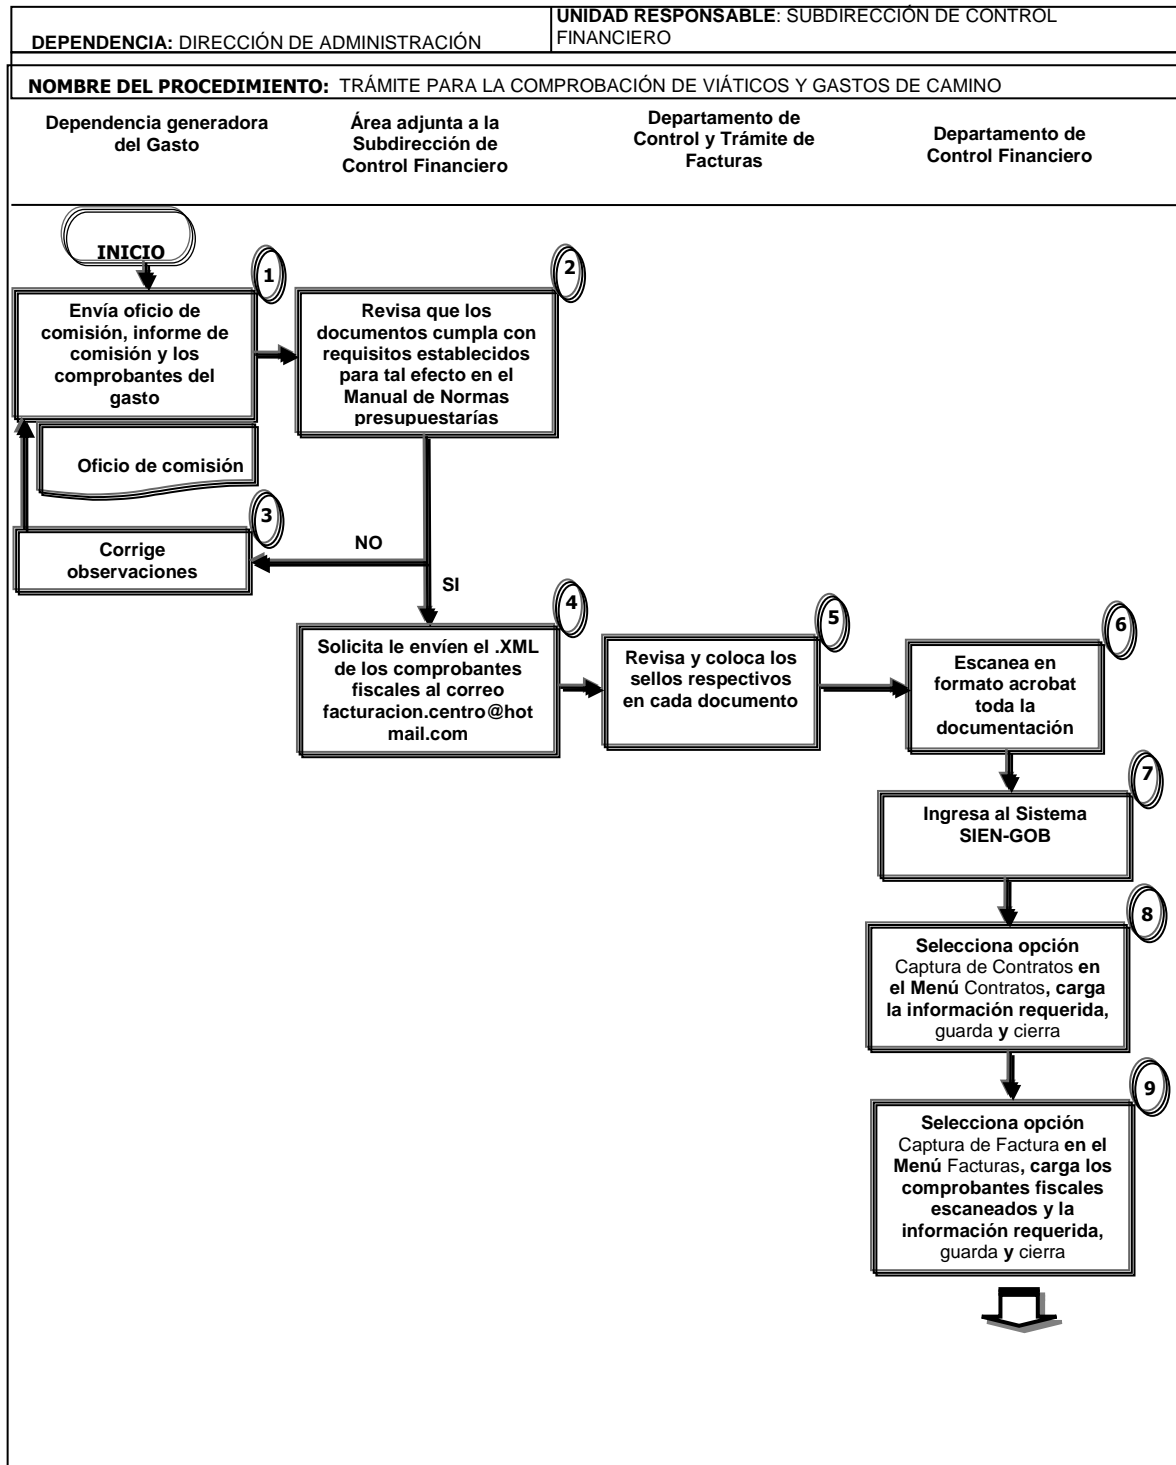 DEPENDENCIA: DIRECCIÓN DE ADMINISTRACIÓN
UNIDAD RESPONSABLE: SUBDIRECCIÓN DE CONTROL
FINANCIERO
NOMBRE DEL PROCEDIMIENTO: TRÁMITE PARA LA COMPROBACIÓN DE VIÁTICOS Y GASTOS DE CAMINO
Dependencia generadora
del Gasto
Área adjunta a la
Subdirección de
Control Financiero
Departamento de
Control y Trámite de
Facturas
Departamento de
Control Financiero
INICIO
1
Envía oficio de
comisión, informe de
comisión y los
comprobantes del
gasto
Oficio de comisión
2
Revisa que los
documentos cumpla con
requisitos establecidos
para tal efecto en el
Manual de Normas
presupuestarías
3
Corrige
observaciones
NO
SI
4
Solicita le envíen el .XML
de los comprobantes
fiscales al correo
facturacion.centro@hot
mail.com
5
Revisa y coloca los
sellos respectivos
en cada documento
6
Escanea en
formato acrobat
toda la
documentación
7
Ingresa al Sistema
SIEN-GOB
8
Selecciona opción
Captura de Contratos en
el Menú Contratos, carga
la información requerida,
guarda y cierra
9
Selecciona opción
Captura de Factura en el
Menú Facturas, carga los
comprobantes fiscales
escaneados y la
información requerida,
guarda y cierra